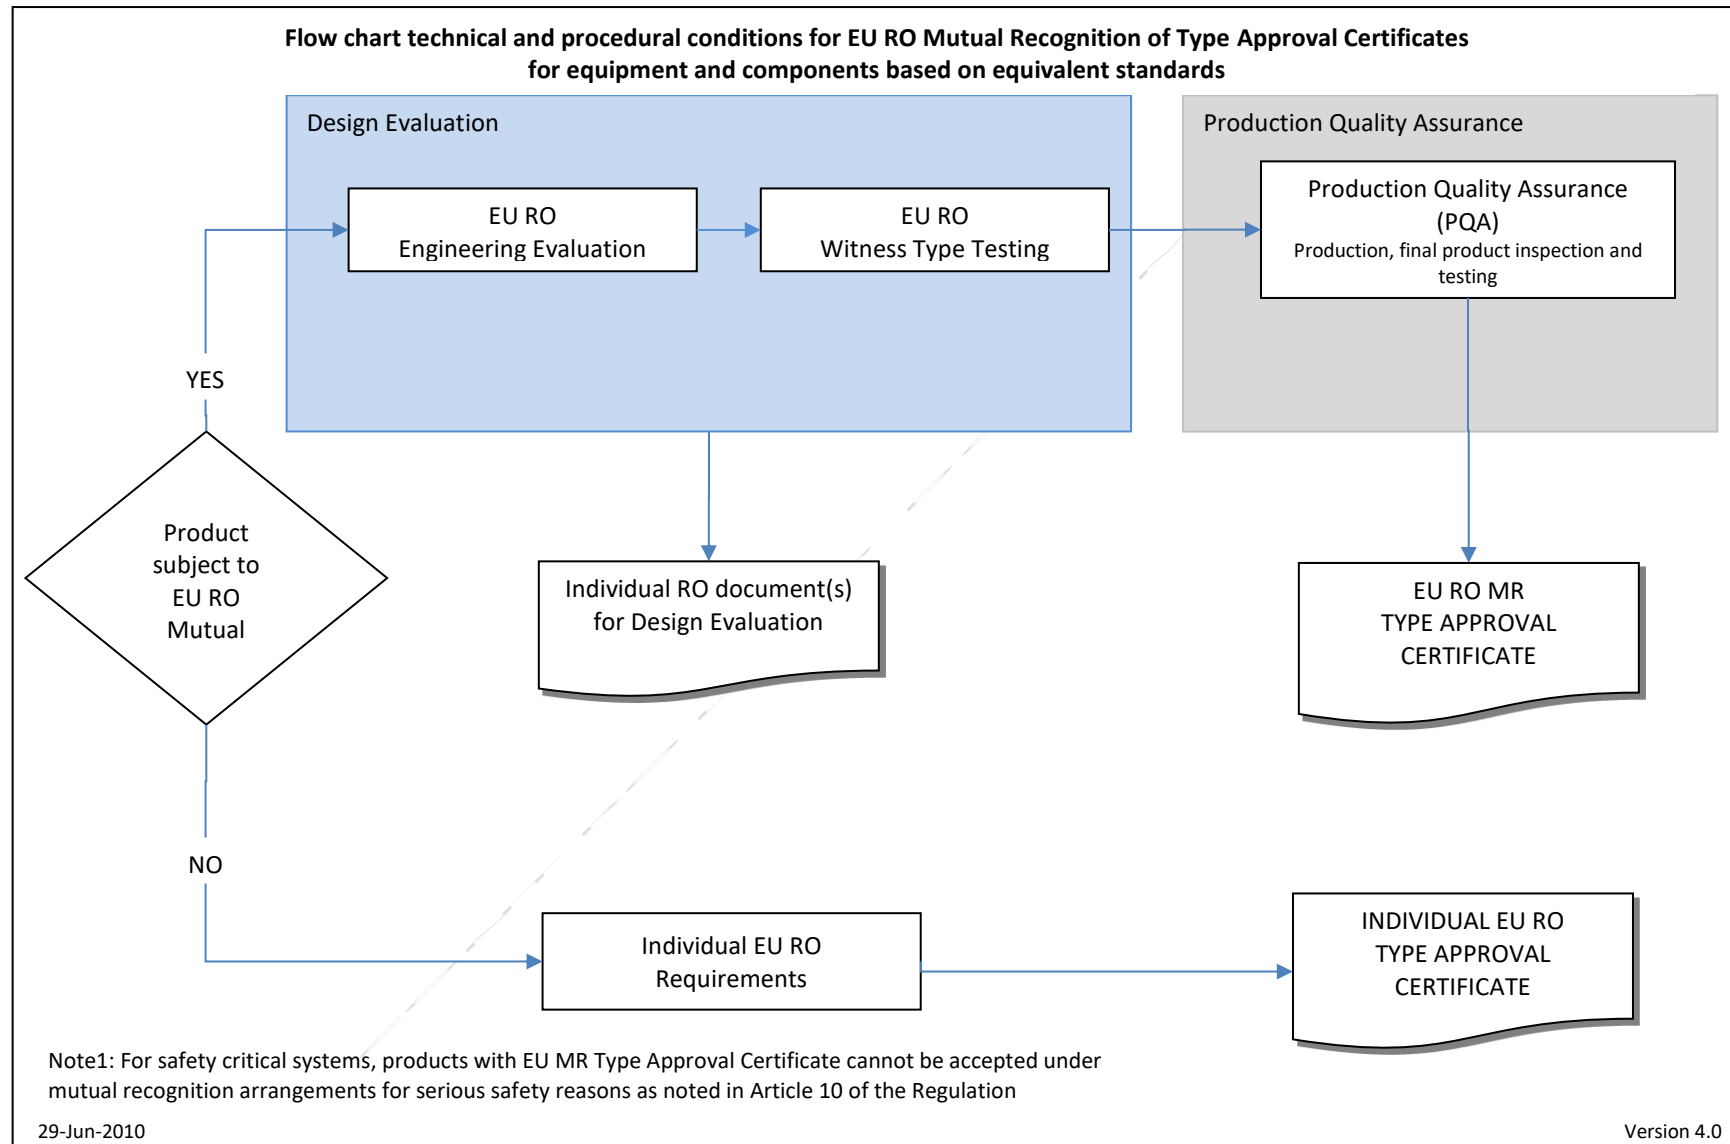 Flow chart technical and procedural conditions for EU RO Mutual Recognition of Type Approval Certificates
for equipment and components based on equivalent standards
Design Evaluation
Production Quality Assurance
EU RO
Engineering Evaluation
EU RO
Witness Type Testing
Production Quality Assurance
(PQA)
Production, final product inspection and
testing
YES
Product
subject to
EU RO
Mutual
Individual RO document(s)
for Design Evaluation
EU RO MR
TYPE APPROVAL
CERTIFICATE
NO
Individual EU RO
Requirements
INDIVIDUAL EU RO
TYPE APPROVAL
CERTIFICATE
Note1: For safety critical systems, products with EU MR Type Approval Certificate cannot be accepted under
mutual recognition arrangements for serious safety reasons as noted in Article 10 of the Regulation
29-Jun-2010
Version 4.0